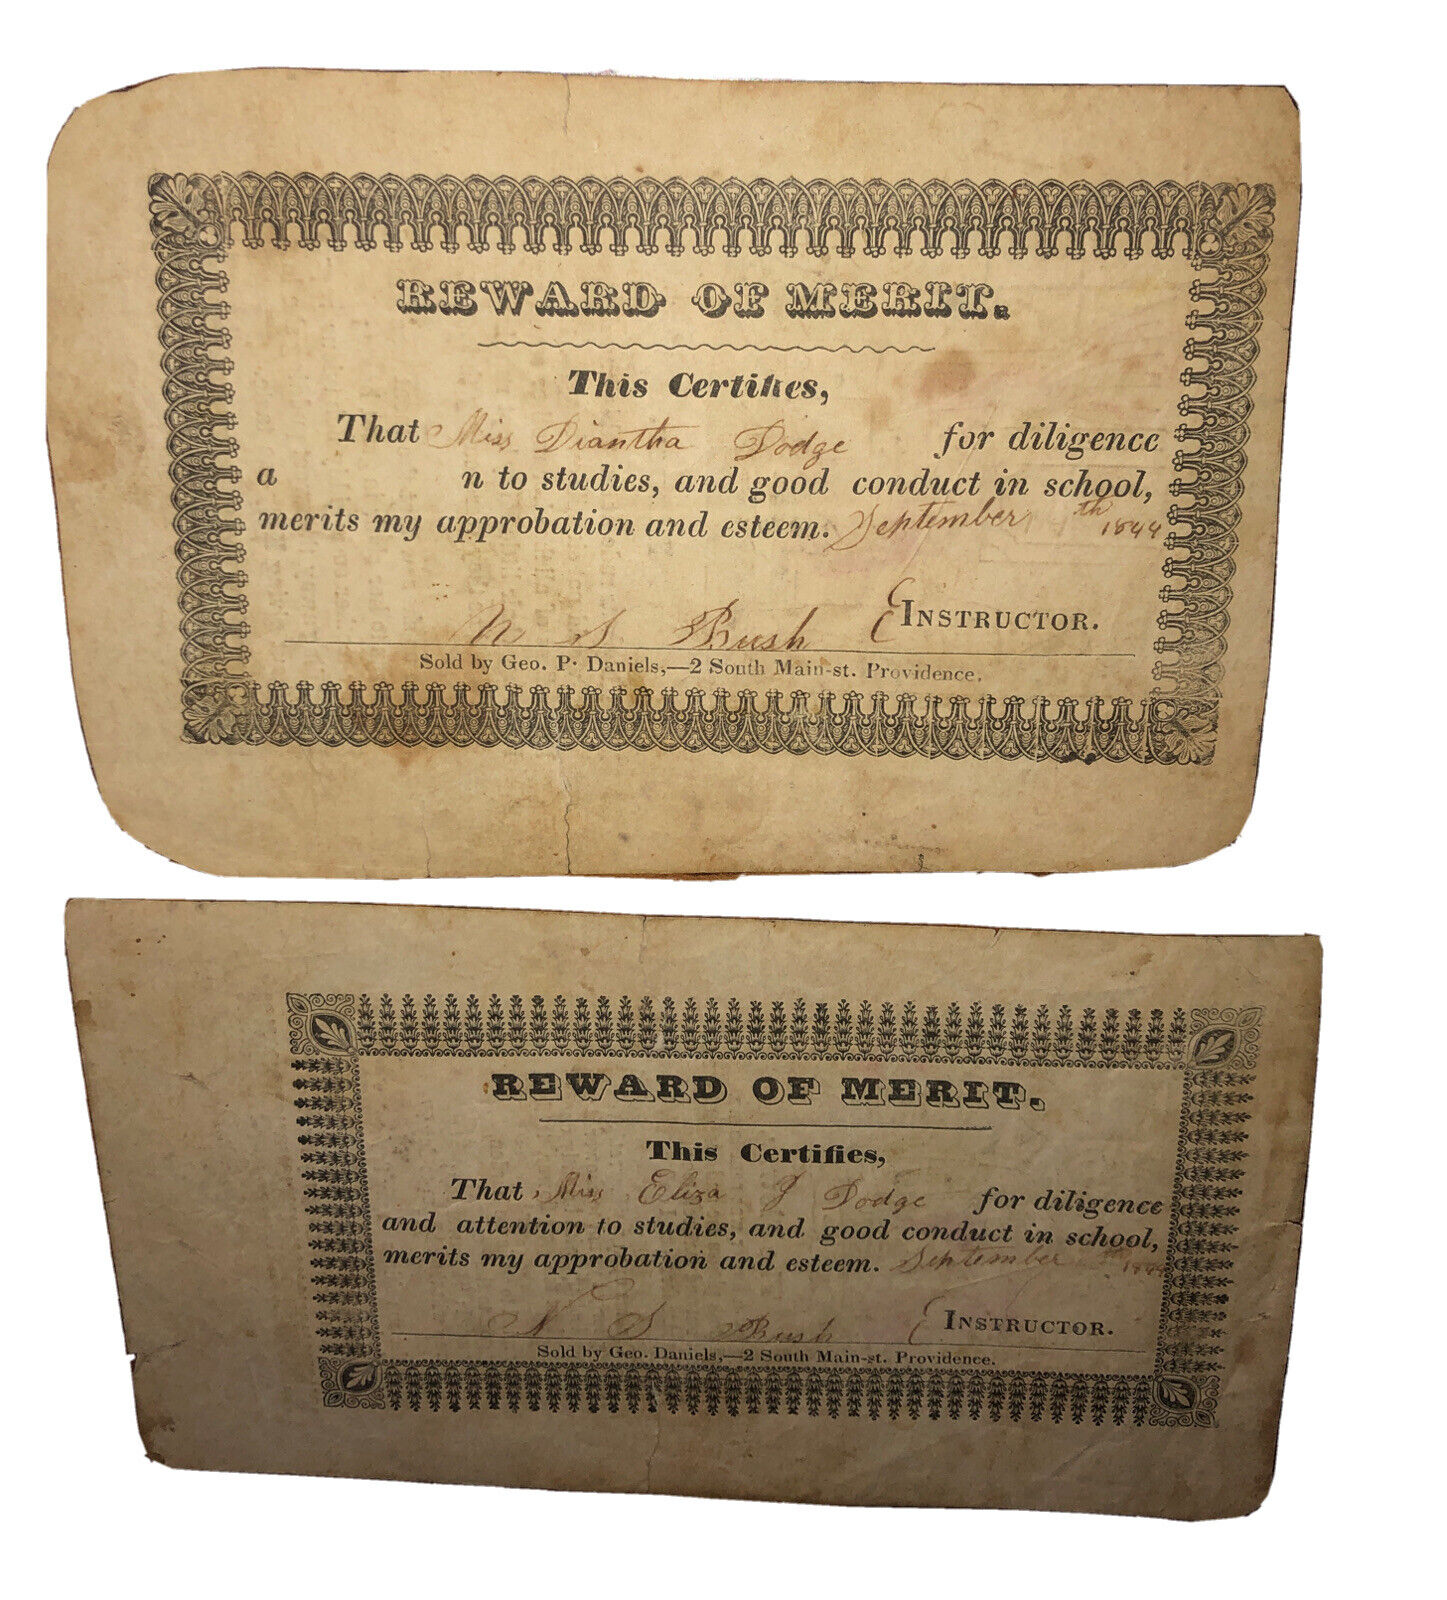 REWARD OF MERIT.
This Certifies,
That Miss Diantha Dodge for diligence
a n to studies, and good conduct in school,
merits my approbation and esteem. September th 1844
N S Bush INSTRUCTOR.
Sold by Geo. P. Daniels,—2 South Main-st. Providence.
REWARD OF MERIT.
This Certifies,
That Miss Eliza J Dodge for diligence
and attention to studies, and good conduct in school,
merits my approbation and esteem. September 1844
N S Bush INSTRUCTOR.
Sold by Geo. Daniels,—2 South Main-st. Providence.